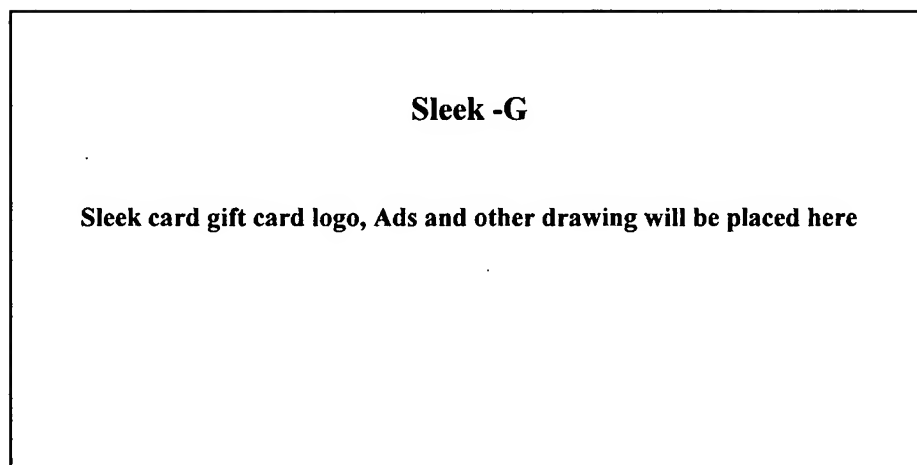 Sleek -G
Sleek card gift card logo, Ads and other drawing will be placed here